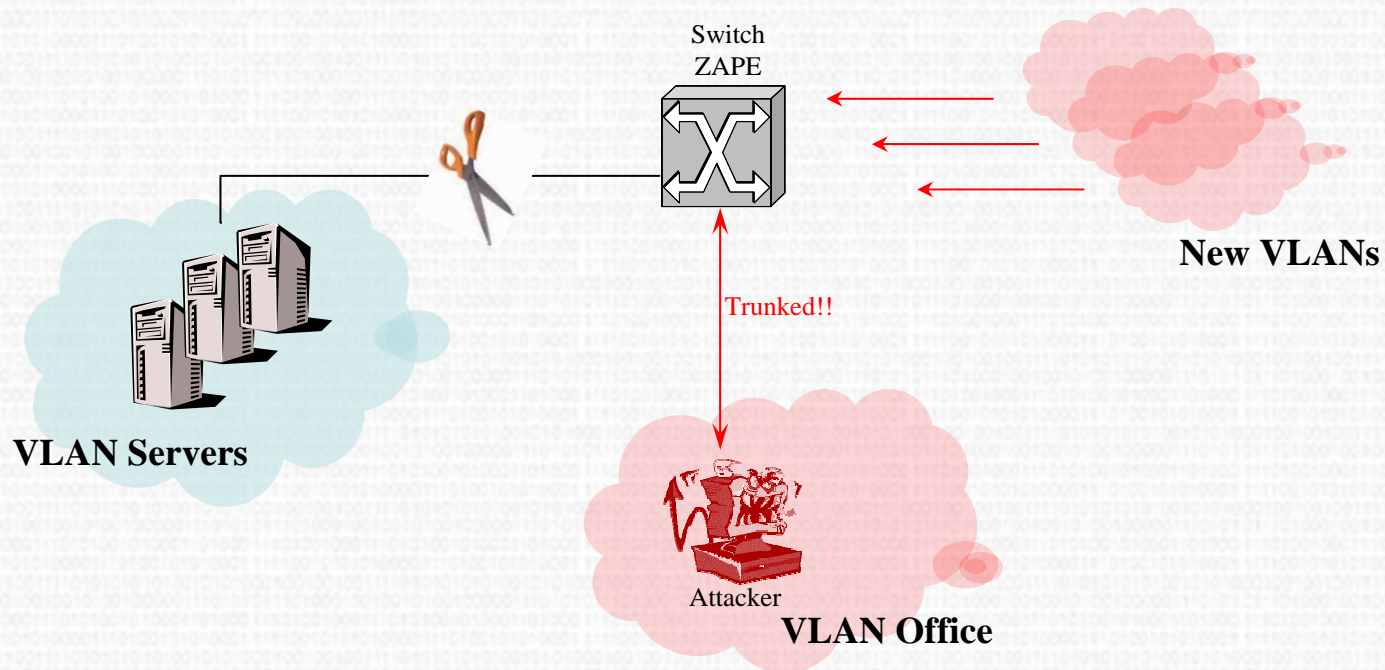 Switch
ZAPE
New VLANs
Trunked!!
VLAN Servers
Attacker
VLAN Office